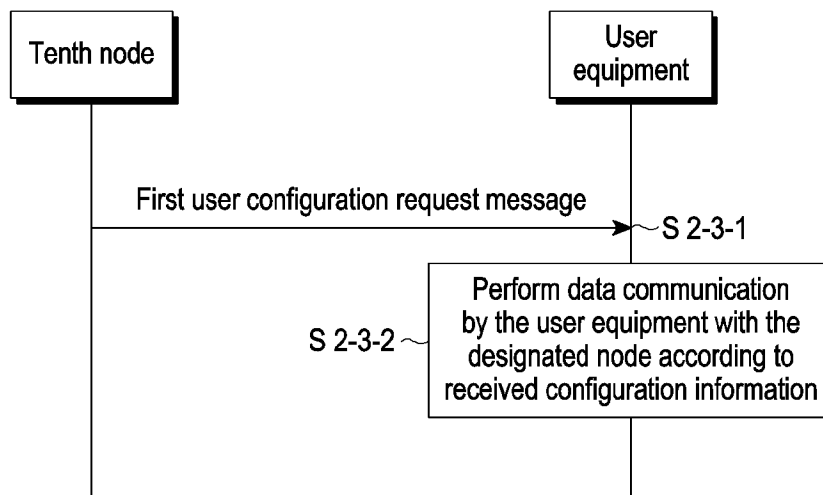 Tenth node
User
equipment
First user configuration request message
S 2-3-1
Perform data communication
by the user equipment with the
designated node according to
received configuration information
S 2-3-2